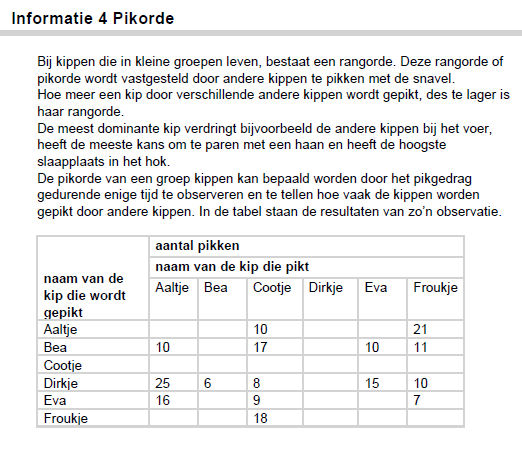 Informatie 4 Pikorde
Bij kippen die in kleine groepen leven, bestaat een rangorde. Deze rangorde of
pikorde wordt vastgesteld door andere kippen te pikken met de snavel.
Hoe meer een kip door verschillende andere kippen wordt gepikt, des te lager is
haar rangorde.
De meest dominante kip verdringt bijvoorbeeld de andere kippen bij het voer,
heeft de meeste kans om te paren met een haan en heeft de hoogste
slaapplaats in het hok.
De pikorde van een groep kippen kan bepaald worden door het pikgedrag
gedurende enige tijd te observeren en te tellen hoe vaak de kippen worden
gepikt door andere kippen. In de tabel staan de resultaten van zo'n observatie.
aantal pikken
naam van de kip die pikt
naam van de
kip die wordt
gepikt
Aaltje Bea Cootje Dirkje Eva Froukje
Aaltje 10 21
Bea 10 17 10 11
Cootje
Dirkje 25 6 8 15 10
Eva 16 9 7
Froukje 18